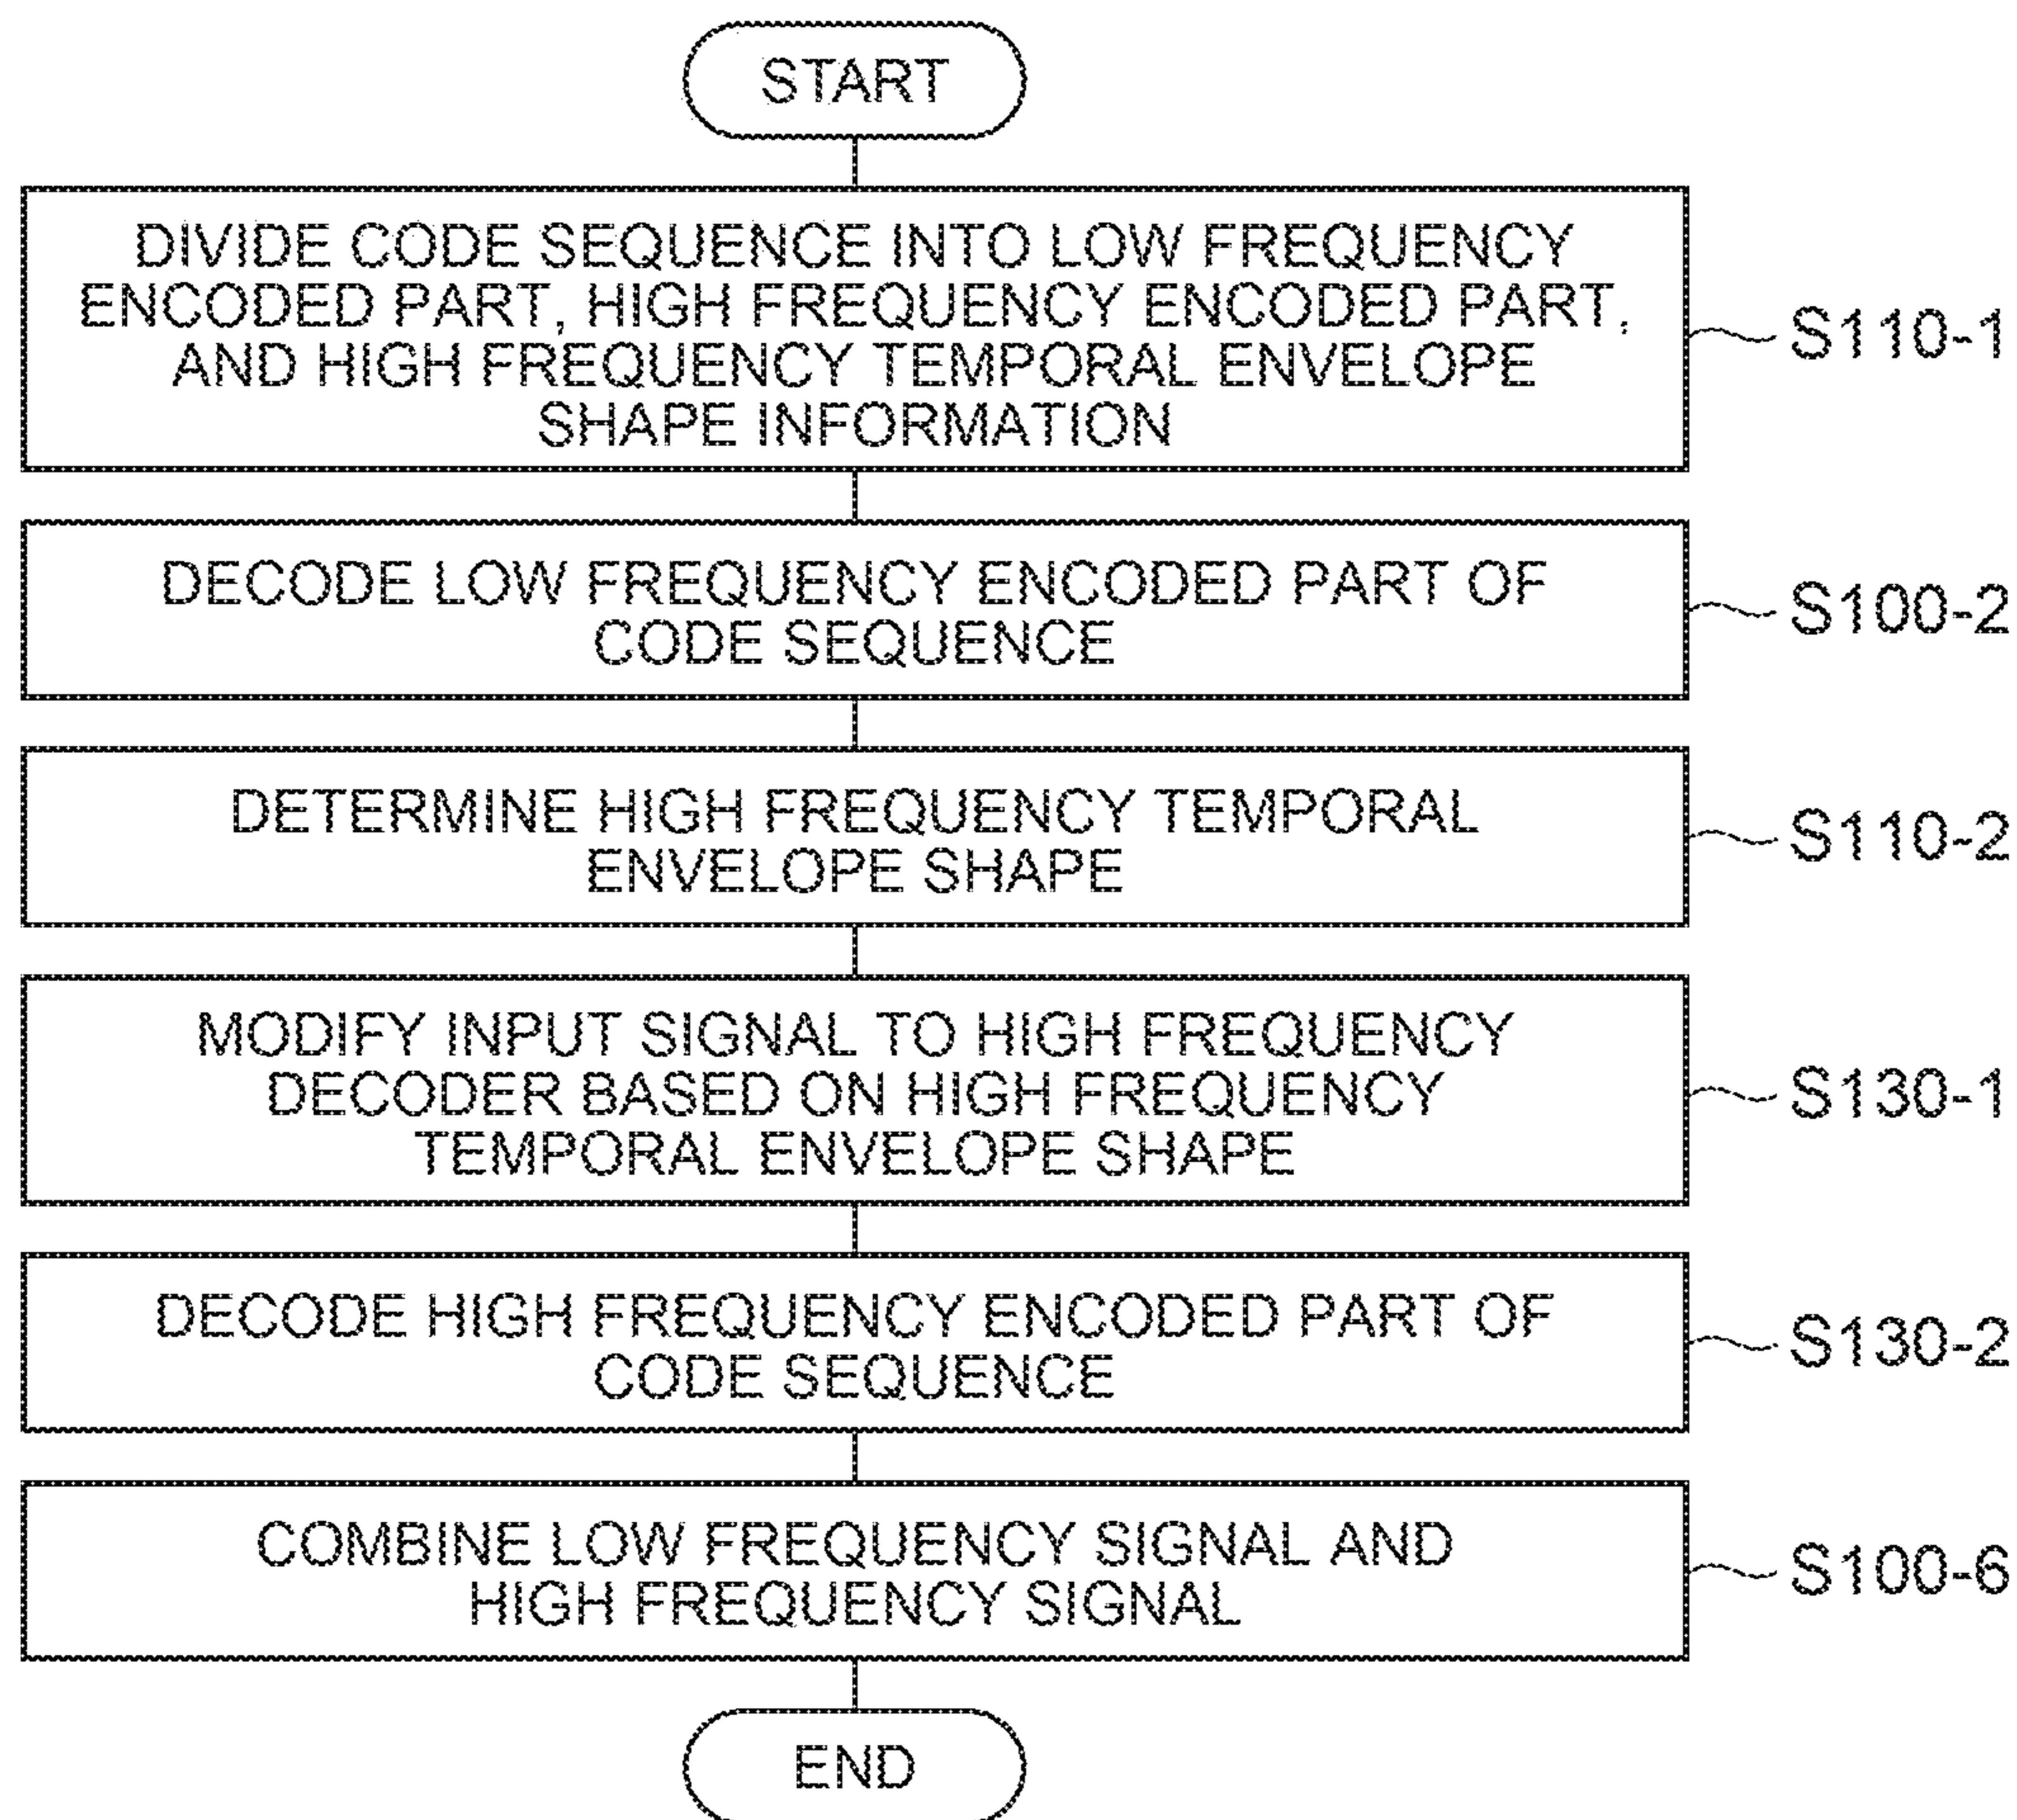 START
DIVIDE CODE SEQUENCE INTO LOW FREQUENCY
ENCODED PART, HIGH FREQUENCY ENCODED PART,
AND HIGH FREQUENCY TEMPORAL ENVELOPE
SHAPE INFORMATION
S110-1
DECODE LOW FREQUENCY ENCODED PART OF
CODE SEQUENCE
S100-2
DETERMINE HIGH FREQUENCY TEMPORAL
ENVELOPE SHAPE
S110-2
MODIFY INPUT SIGNAL TO HIGH FREQUENCY
DECODER BASED ON HIGH FREQUENCY
TEMPORAL ENVELOPE SHAPE
S130-1
DECODE HIGH FREQUENCY ENCODED PART OF
CODE SEQUENCE
S130-2
COMBINE LOW FREQUENCY SIGNAL AND
HIGH FREQUENCY SIGNAL
S100-6
END